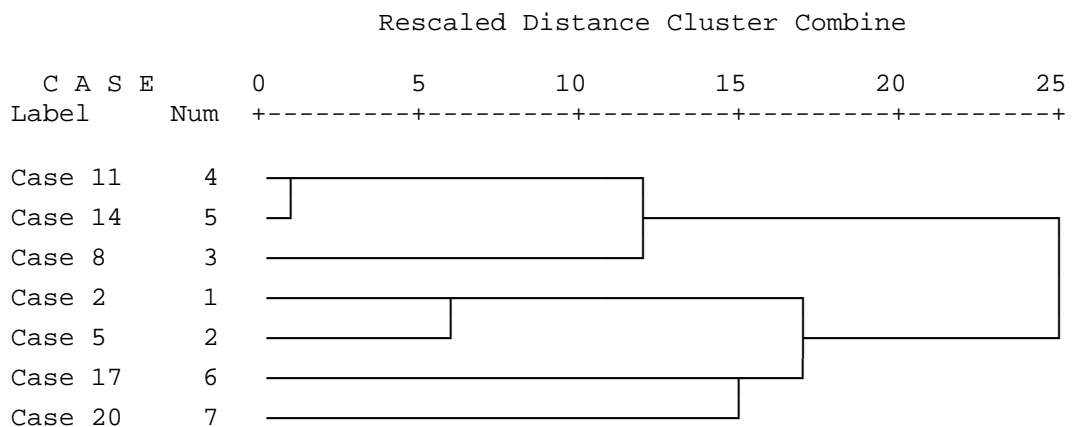 Rescaled Distance Cluster Combine
C A S E 0 5 10 15 20 25
Label Num +---------+---------+---------+---------+---------+
Case 11 4
Case 14 5
Case 8 3
Case 2 1
Case 5 2
Case 17 6
Case 20 7